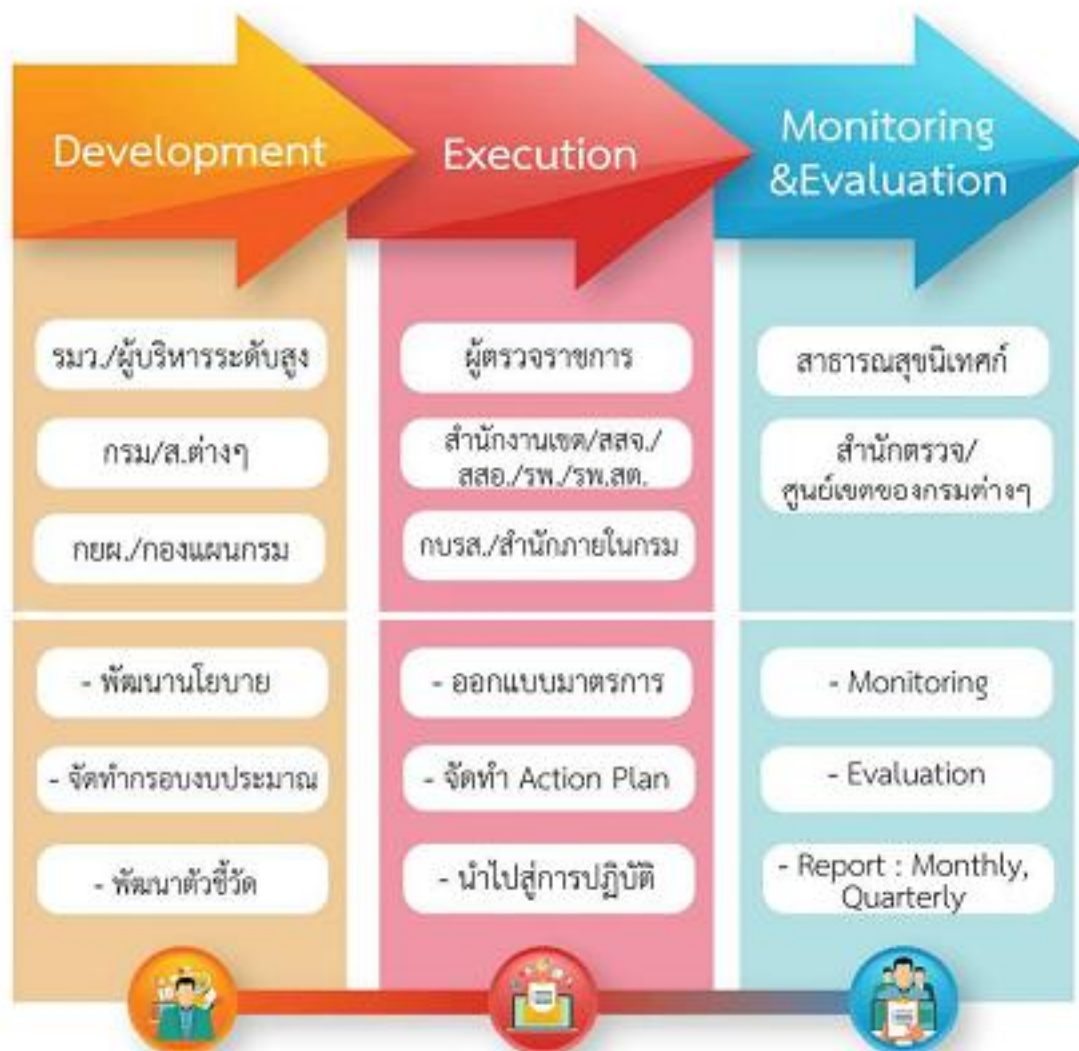 Development
Execution
Monitoring
&Evaluation
รมว./ผู้บริหารระดับสูง
กรม/ส.ต่างๆ
กยผ./กองแผนกรม
ผู้ตรวจราชการ
สำนักงานเขต/สสจ./
สสอ./รพ./รพ.สต.
กบรส./สำนักภายในกรม
สาธารณสุขนิเทศก์
สำนักตรวจ/
ศูนย์เขตของกรมต่างๆ
- พัฒนานโยบาย
- จัดทำกรอบงบประมาณ
- พัฒนาตัวชี้วัด
- ออกแบบมาตรการ
- จัดทำ Action Plan
- นำไปสู่การปฏิบัติ
- Monitoring
- Evaluation
- Report : Monthly,
Quarterly